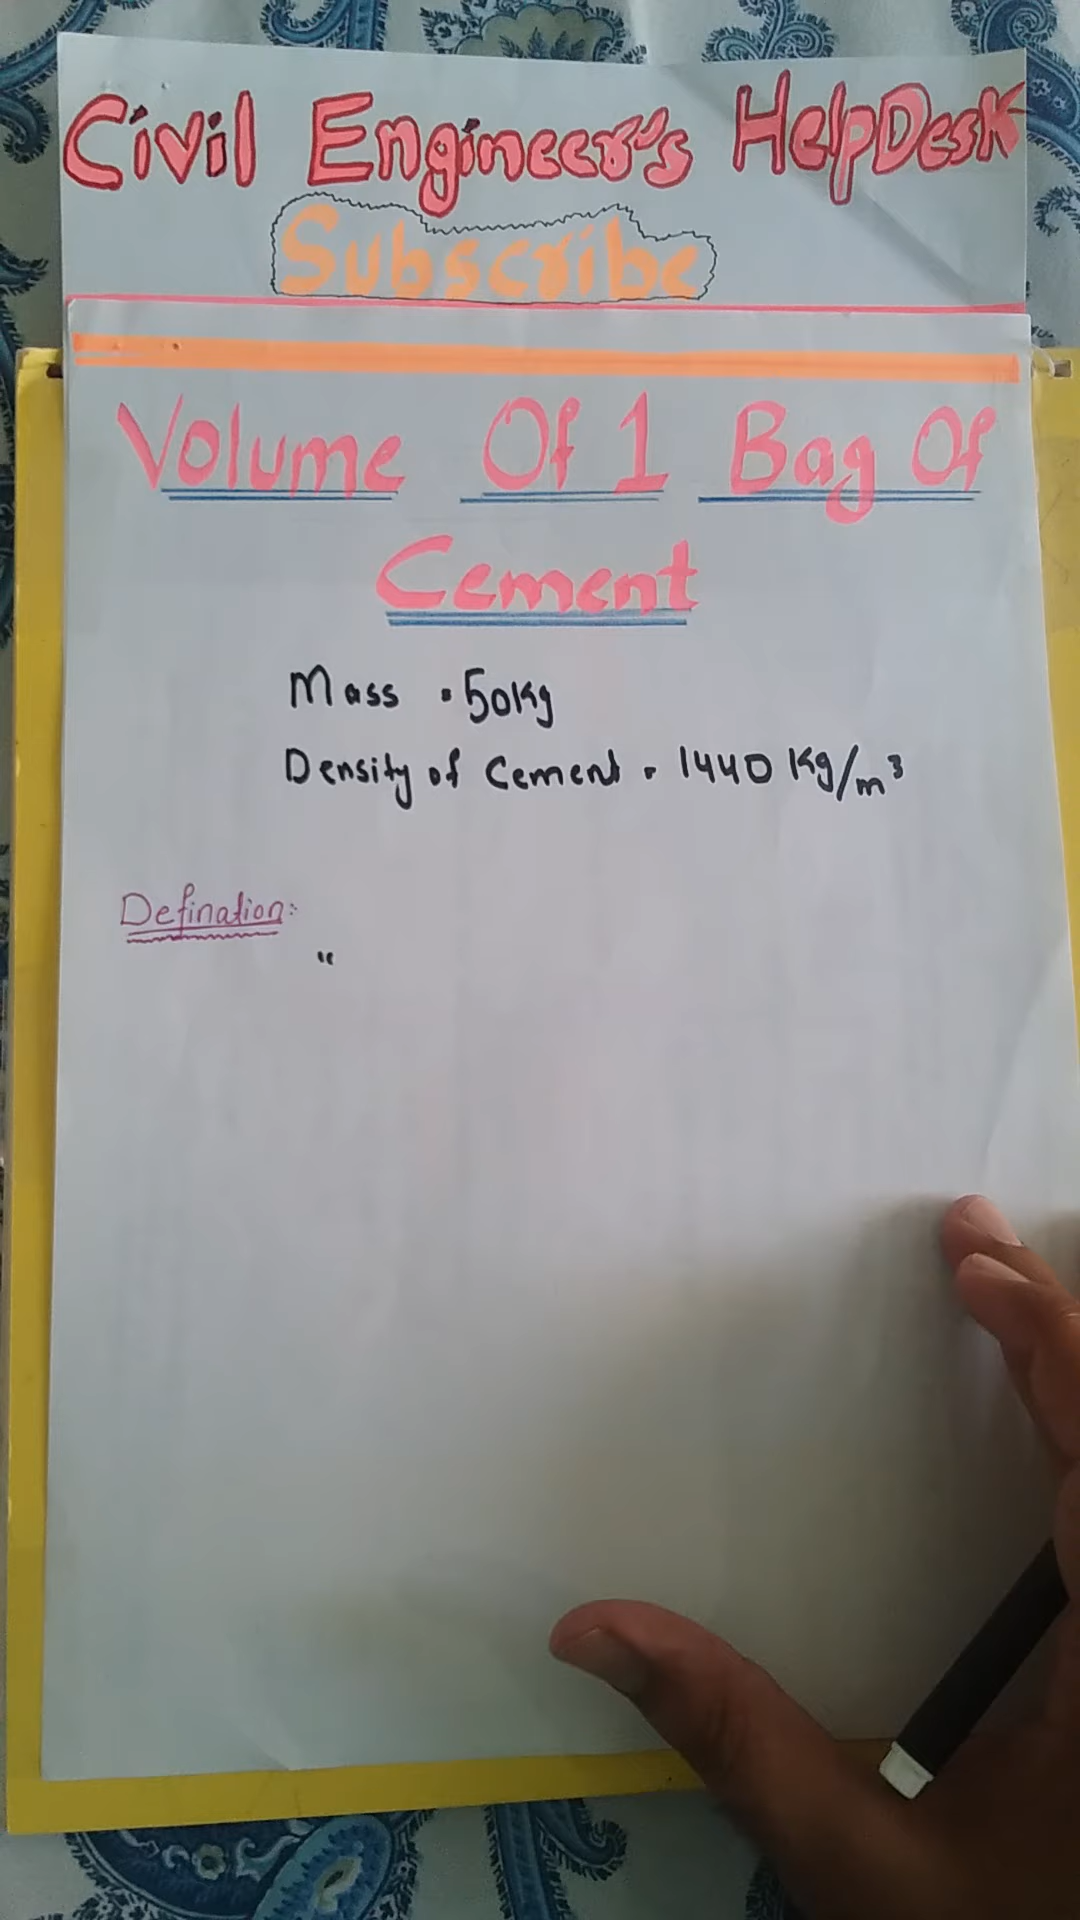 Civil Engineer's HelpDesk
Subscribe
Volume Of 1 Bag Of
Cement
Mass = 50Kg
Density of Cement = 1440 Kg/m³
Defination:
"